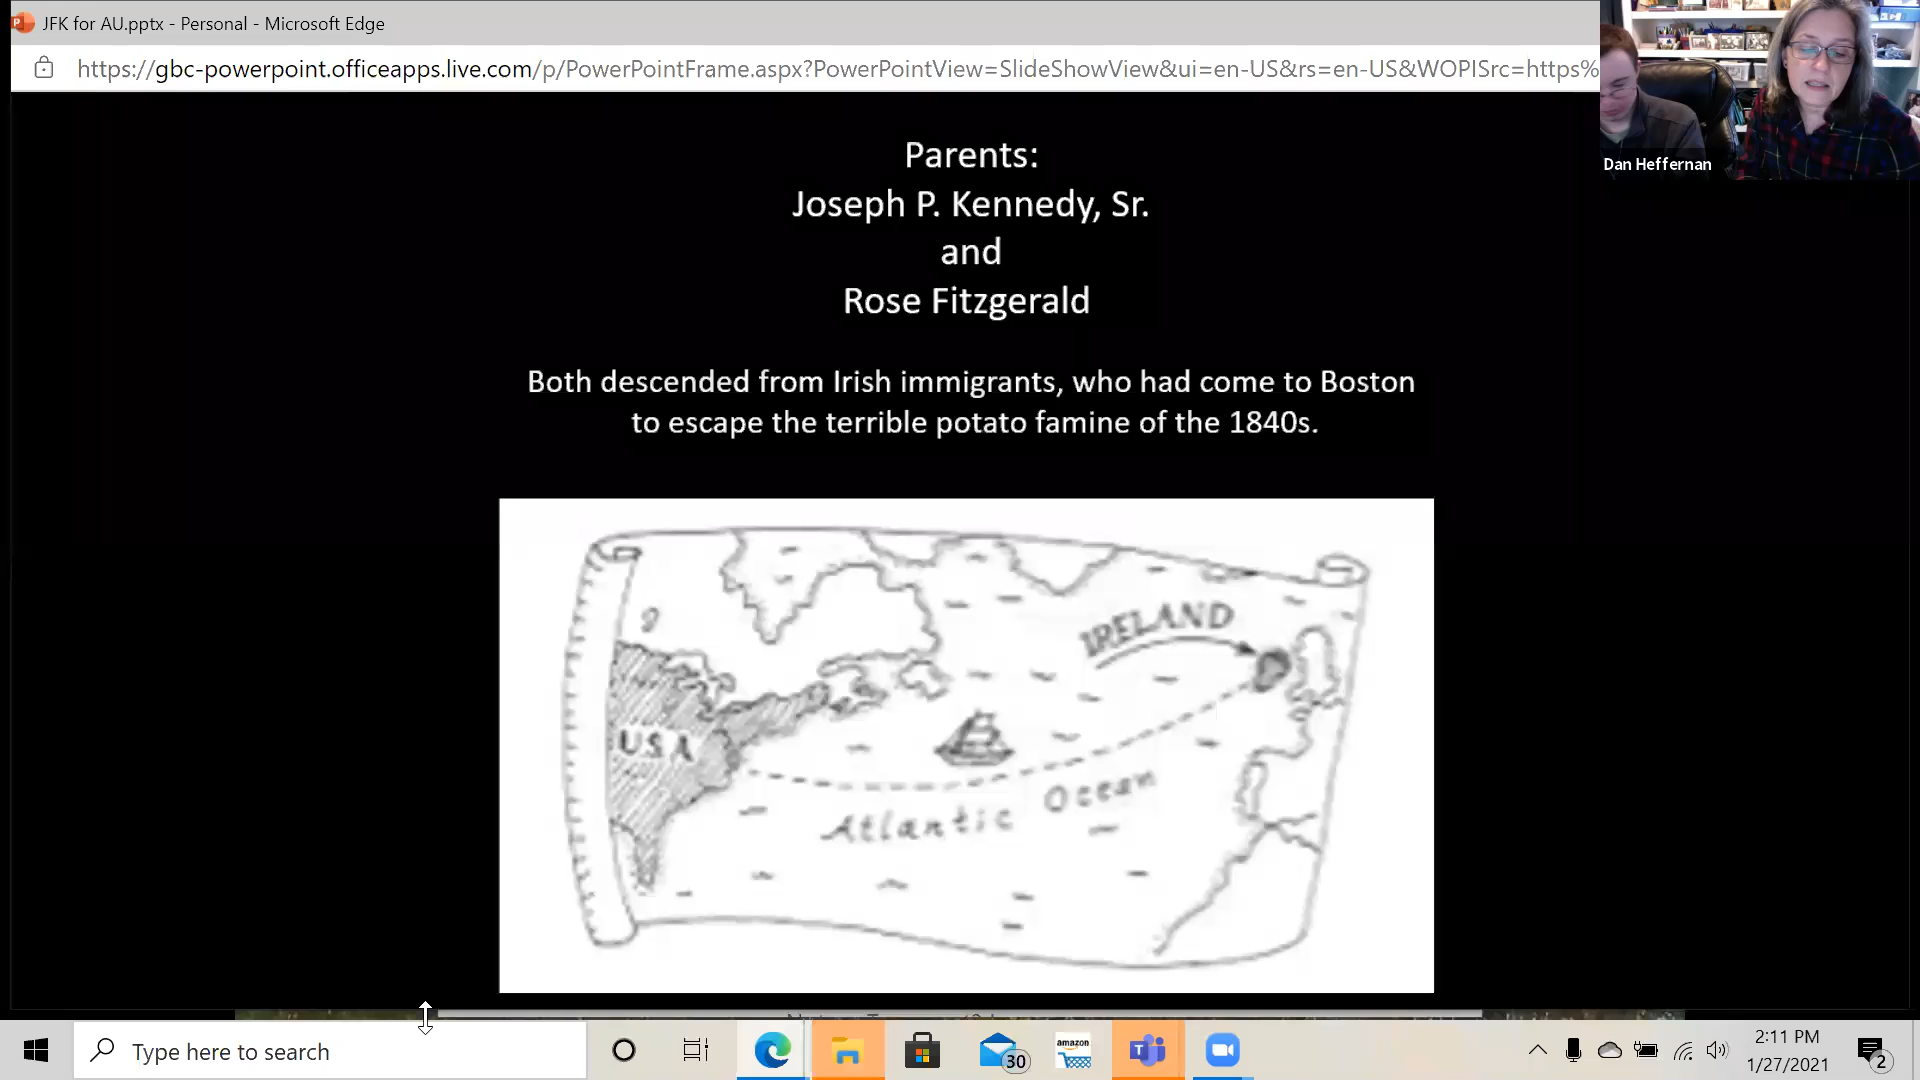 JFK for AU.pptx - Personal - Microsoft Edge
https://gbc-powerpoint.officeapps.live.com/p/PowerPointFrame.aspx?PowerPointView=SlideShowView&ui=en-US&rs=en-US&WOPISrc=https%
Dan Heffernan
Parents:
Joseph P. Kennedy, Sr.
and
Rose Fitzgerald
Both descended from Irish immigrants, who had come to Boston
to escape the terrible potato famine of the 1840s.
IRELAND
USA
Atlantic Ocean
Type here to search
30
amazon
2:11 PM
1/27/2021
2